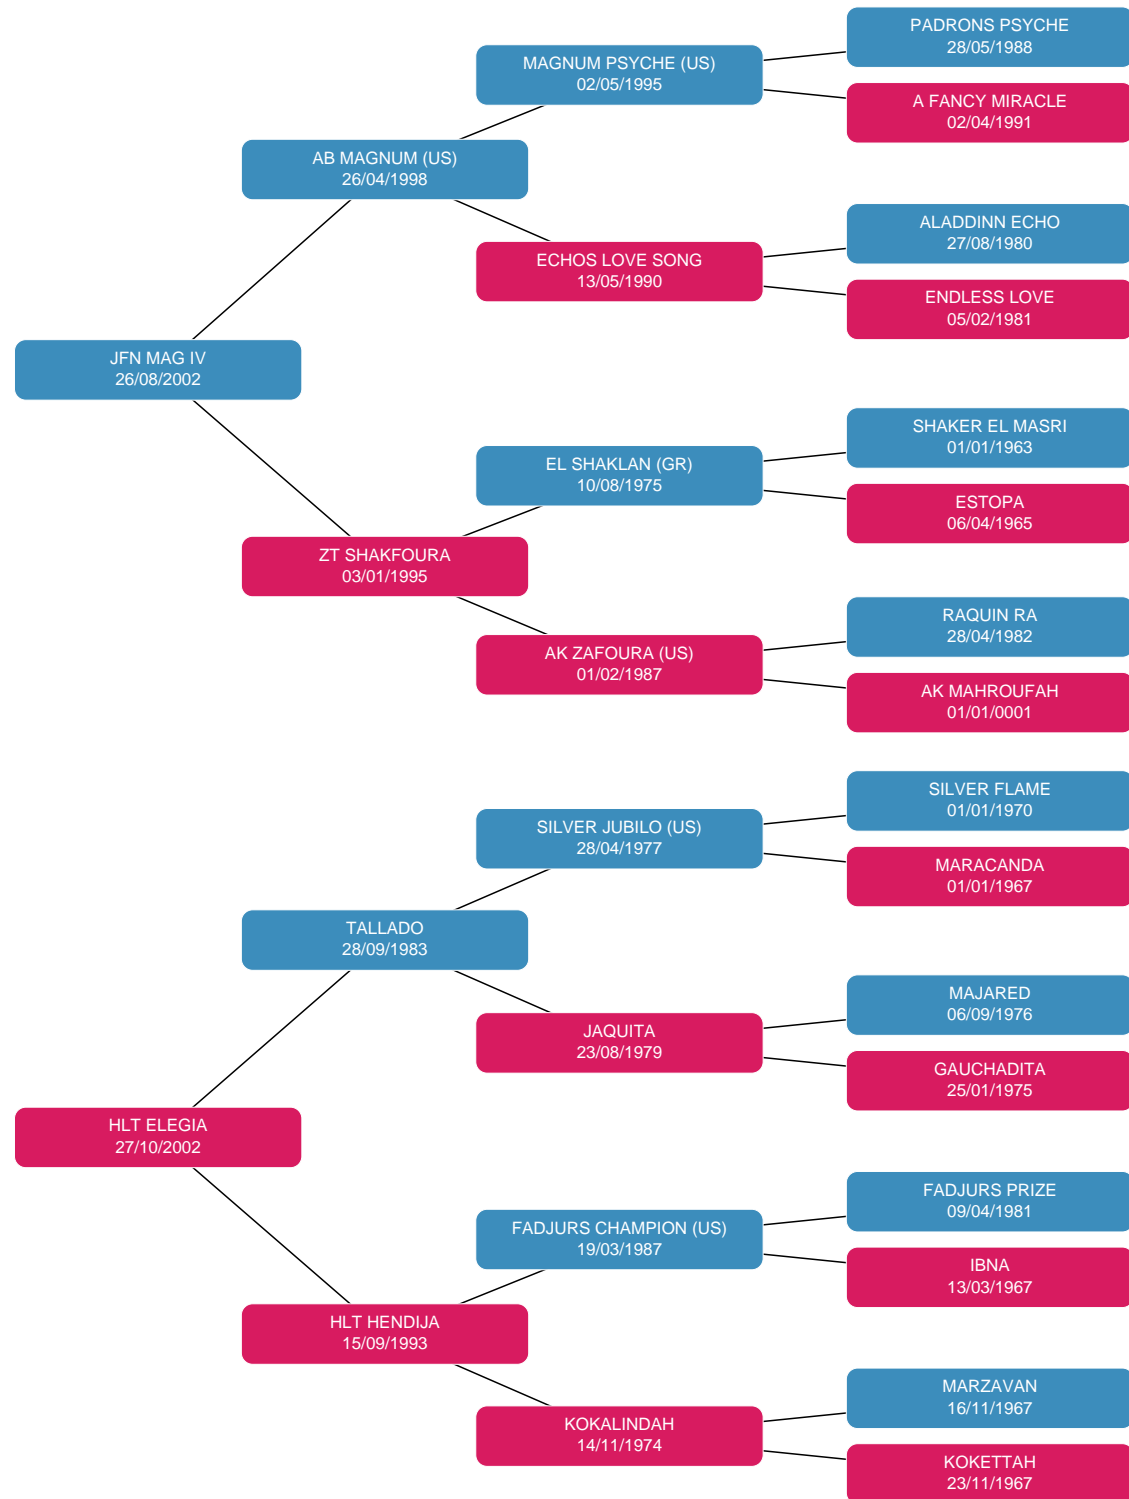 PADRONS PSYCHE
28/05/1988
MAGNUM PSYCHE (US)
02/05/1995
A FANCY MIRACLE
02/04/1991
AB MAGNUM (US)
26/04/1998
ALADDINN ECHO
27/08/1980
ECHOS LOVE SONG
13/05/1990
ENDLESS LOVE
05/02/1981
JFN MAG IV
26/08/2002
SHAKER EL MASRI
01/01/1963
EL SHAKLAN (GR)
10/08/1975
ESTOPA
06/04/1965
ZT SHAKFOURA
03/01/1995
RAQUIN RA
28/04/1982
AK ZAFOURA (US)
01/02/1987
AK MAHROUFAH
01/01/0001
SILVER FLAME
01/01/1970
SILVER JUBILO (US)
28/04/1977
MARACANDA
01/01/1967
TALLADO
28/09/1983
MAJARED
06/09/1976
JAQUITA
23/08/1979
GAUCHADITA
25/01/1975
HLT ELEGIA
27/10/2002
FADJURS PRIZE
09/04/1981
FADJURS CHAMPION (US)
19/03/1987
IBNA
13/03/1967
HLT HENDIJA
15/09/1993
MARZAVAN
16/11/1967
KOKALINDAH
14/11/1974
KOKETTAH
23/11/1967